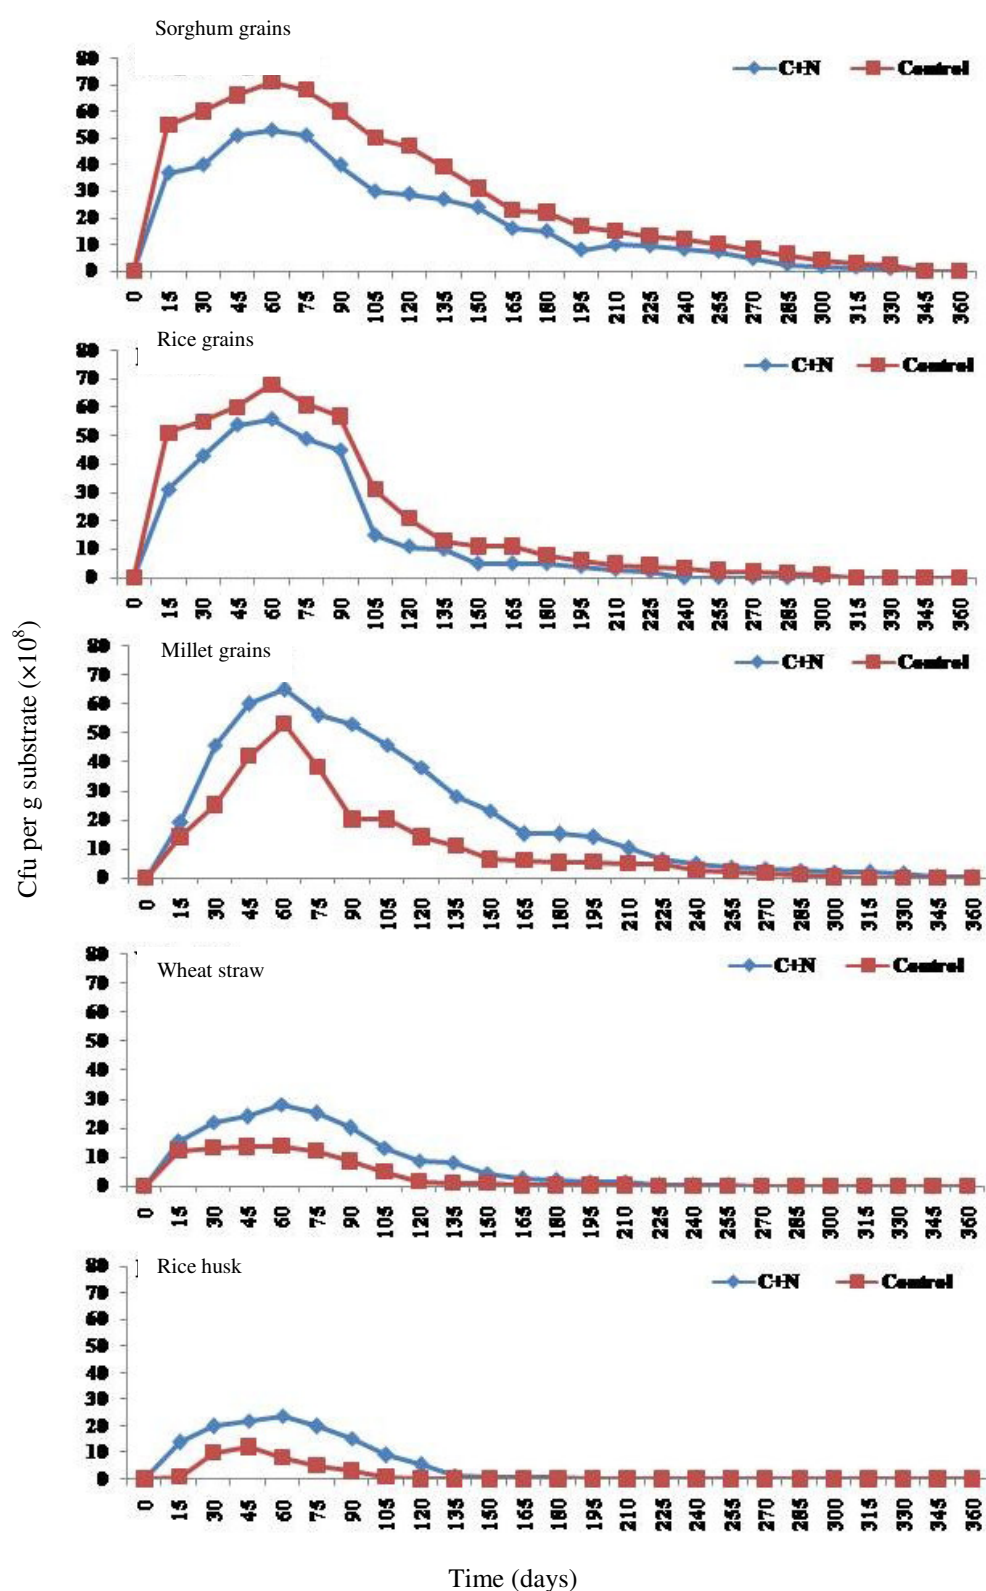 Sorghum grains
80
70
60
50
40
30
20
10
0
C+N Control
0 15 30 45 60 75 90 105 120 135 150 165 180 195 210 225 240 255 270 285 300 315 330 345 360
Rice grains
80
70
60
50
40
30
20
10
0
C+N Control
0 15 30 45 60 75 90 105 120 135 150 165 180 195 210 225 240 255 270 285 300 315 330 345 360
Cfu per g substrate (×10⁸)
Millet grains
80
70
60
50
40
30
20
10
0
C+N Control
0 15 30 45 60 75 90 105 120 135 150 165 180 195 210 225 240 255 270 285 300 315 330 345 360
Wheat straw
80
70
60
50
40
30
20
10
0
C+N Control
0 15 30 45 60 75 90 105 120 135 150 165 180 195 210 225 240 255 270 285 300 315 330 345 360
Rice husk
80
70
60
50
40
30
20
10
0
C+N Control
0 15 30 45 60 75 90 105 120 135 150 165 180 195 210 225 240 255 270 285 300 315 330 345 360
Time (days)